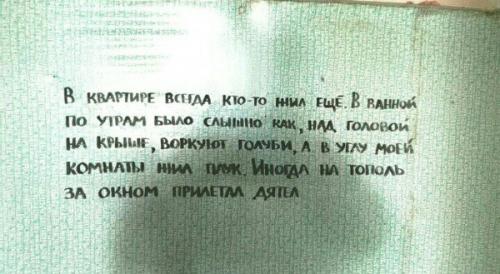 В КВАРТИРЕ ВСЕГДА КТО-ТО ЖИЛ ЕЩЁ. В ВАННОЙ
ПО УТРАМ БЫЛО СЛЫШНО КАК, НАД ГОЛОВОЙ
НА КРЫШЕ, ВОРКУЮТ ГОЛУБИ, А В УГЛУ МОЕЙ
КОМНАТЫ ЖИЛ ПАУК. ИНОГДА НА ТОПОЛЬ
ЗА ОКНОМ ПРИЛЕТАЛ ДЯТЕЛ